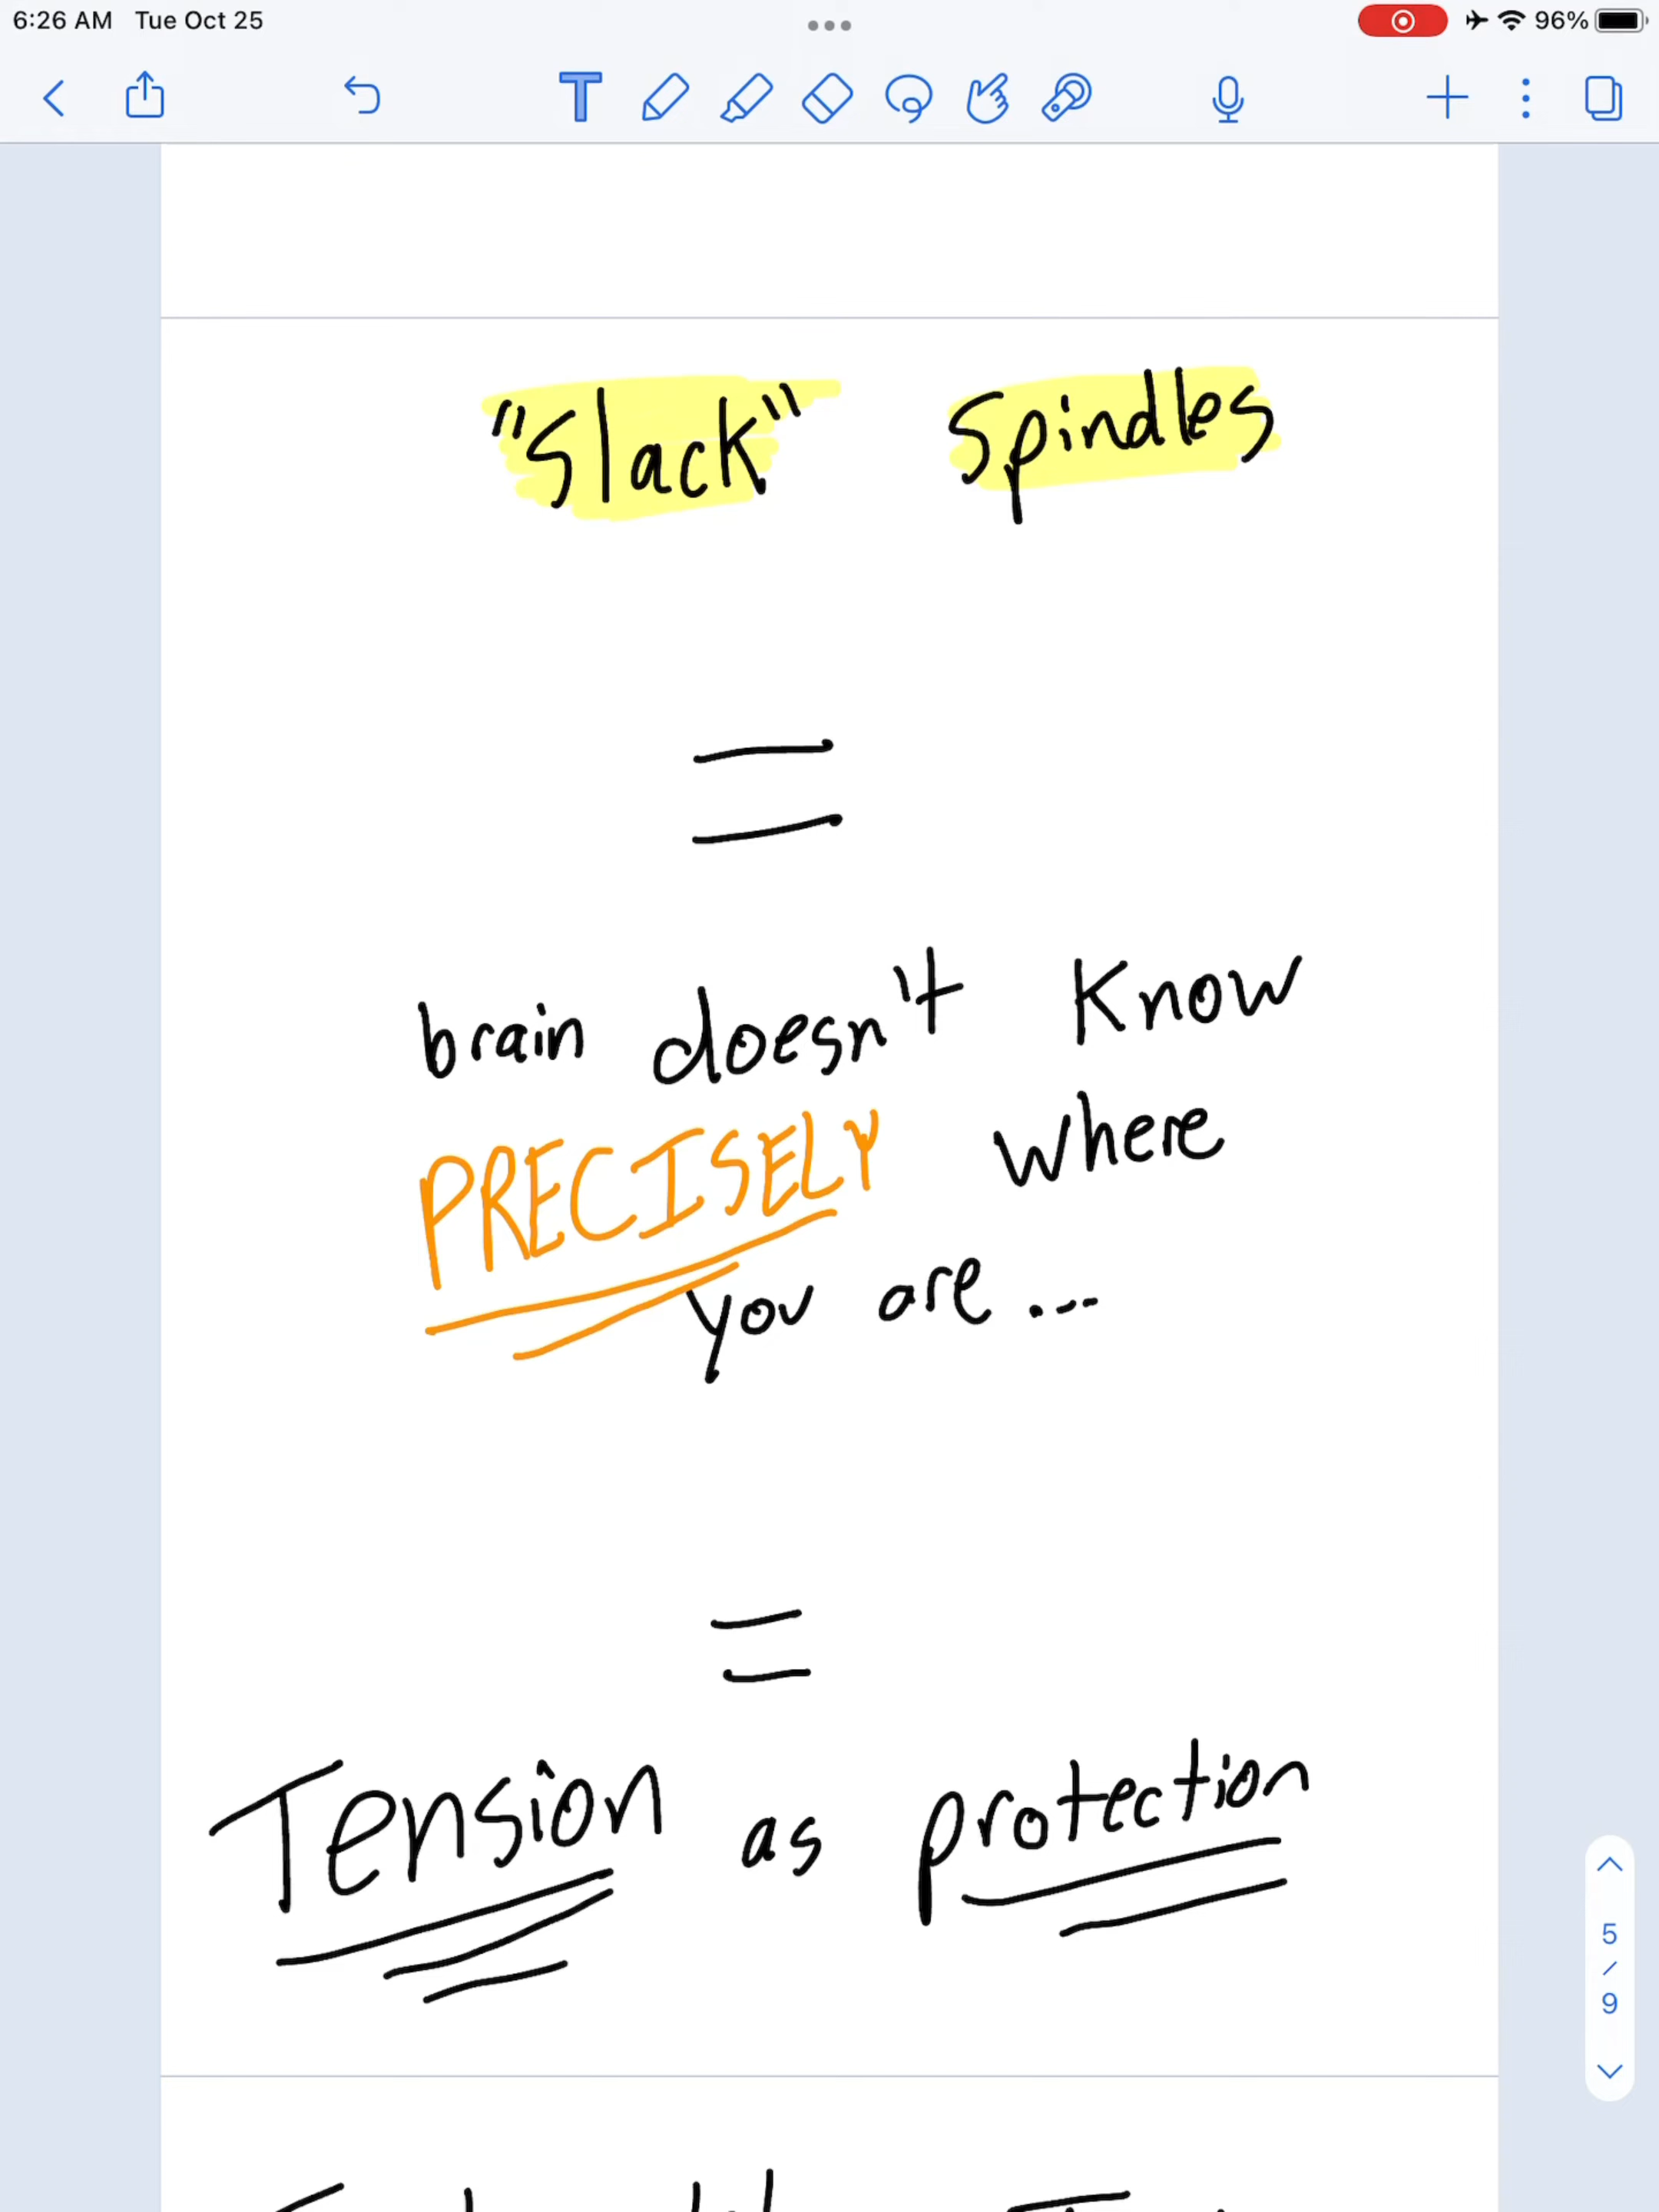 6:26 AM Tue Oct 25
96%
T
"Slack" Spindles
=
brain doesn't know
PRECISELY where
you are ...
=
Tension as protection
5
/
9